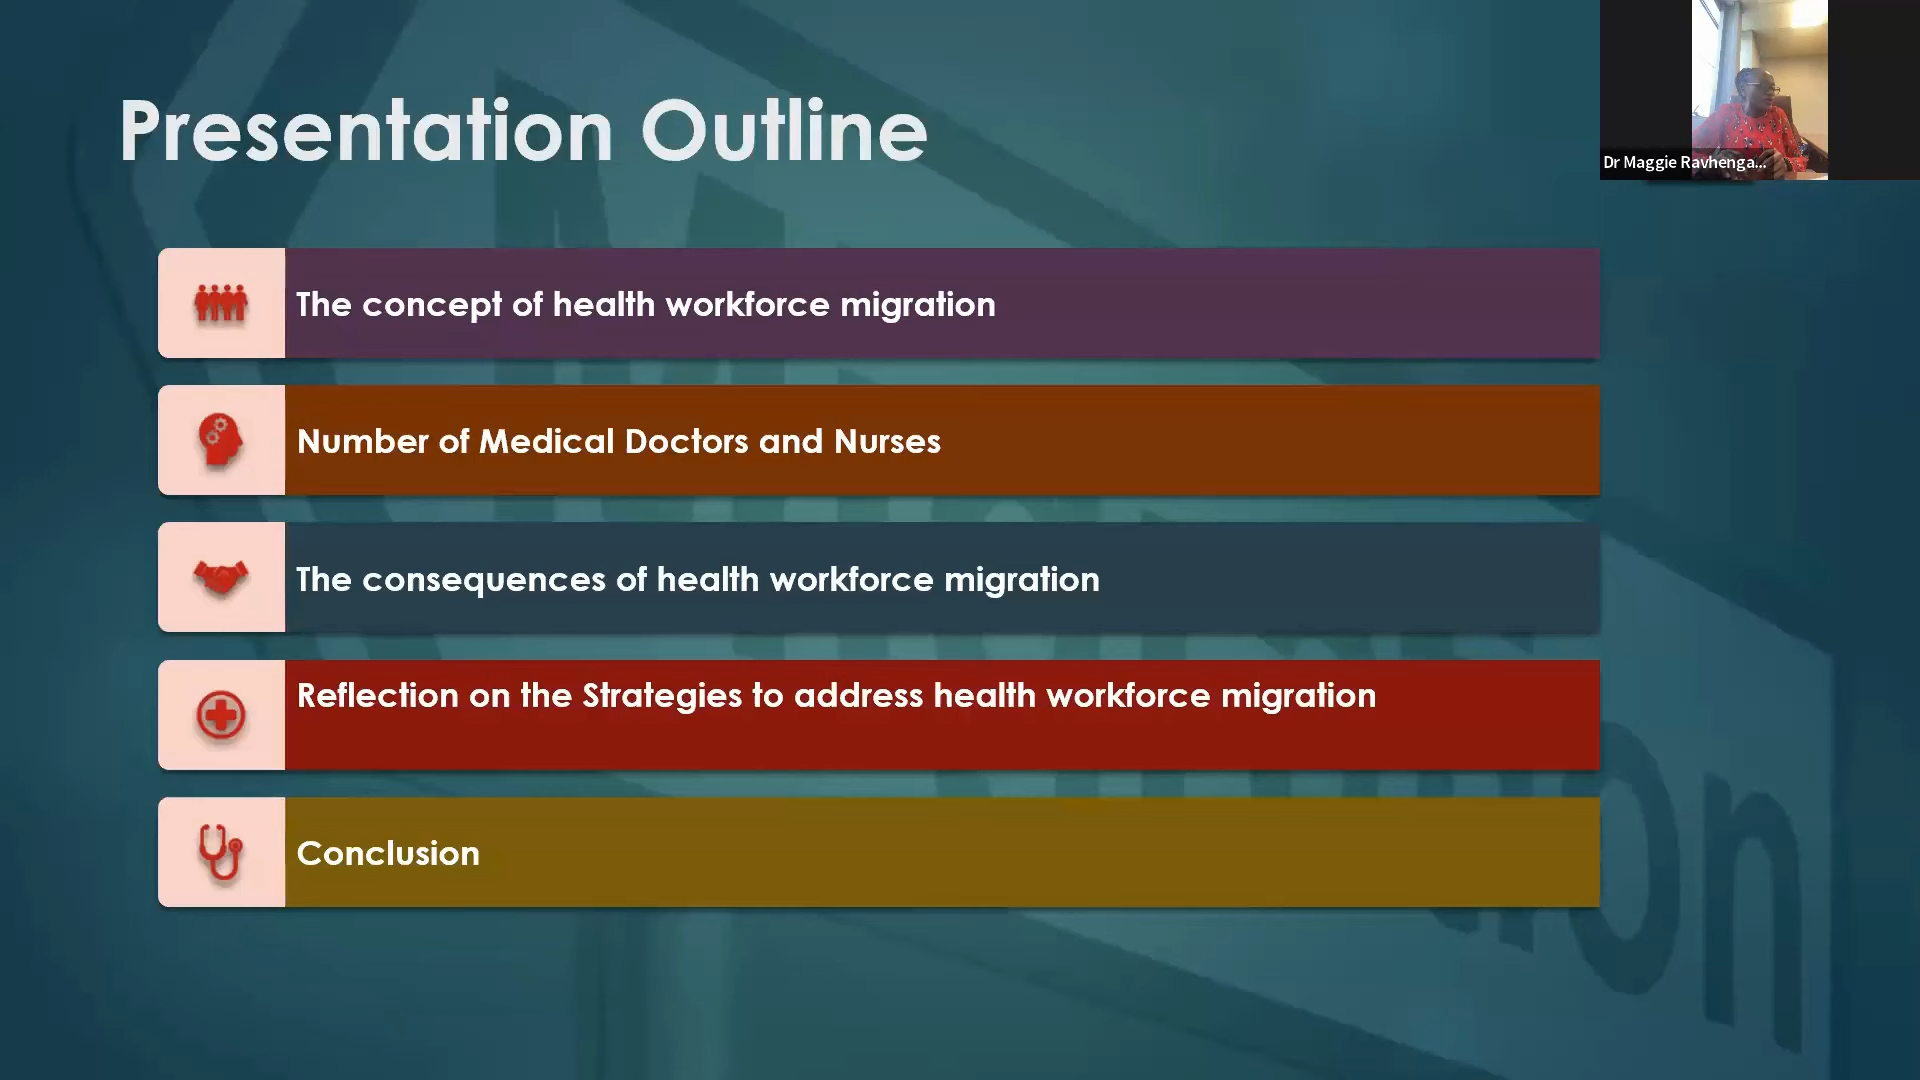 Presentation Outline
Dr Maggie Ravhenga...
The concept of health workforce migration
Number of Medical Doctors and Nurses
The consequences of health workforce migration
Reflection on the Strategies to address health workforce migration
Conclusion